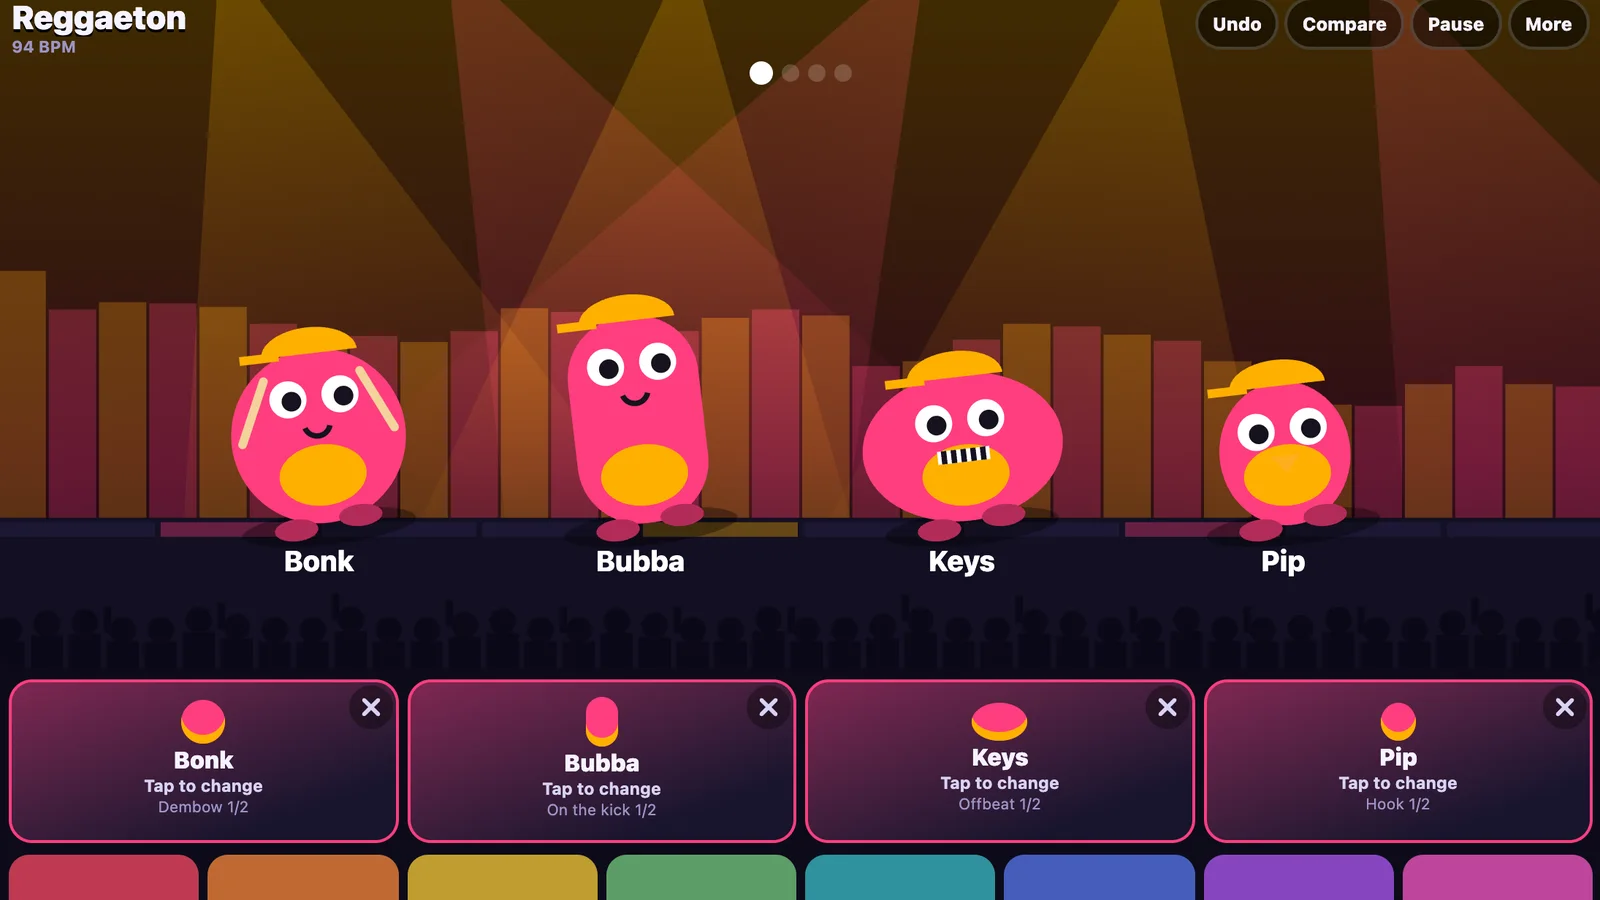 Reggaeton
94 BPM
Undo
Compare
Pause
More
Bonk
Bubba
Keys
Pip
Bonk
Tap to change
Dembow 1/2
Bubba
Tap to change
On the kick 1/2
Keys
Tap to change
Offbeat 1/2
Pip
Tap to change
Hook 1/2